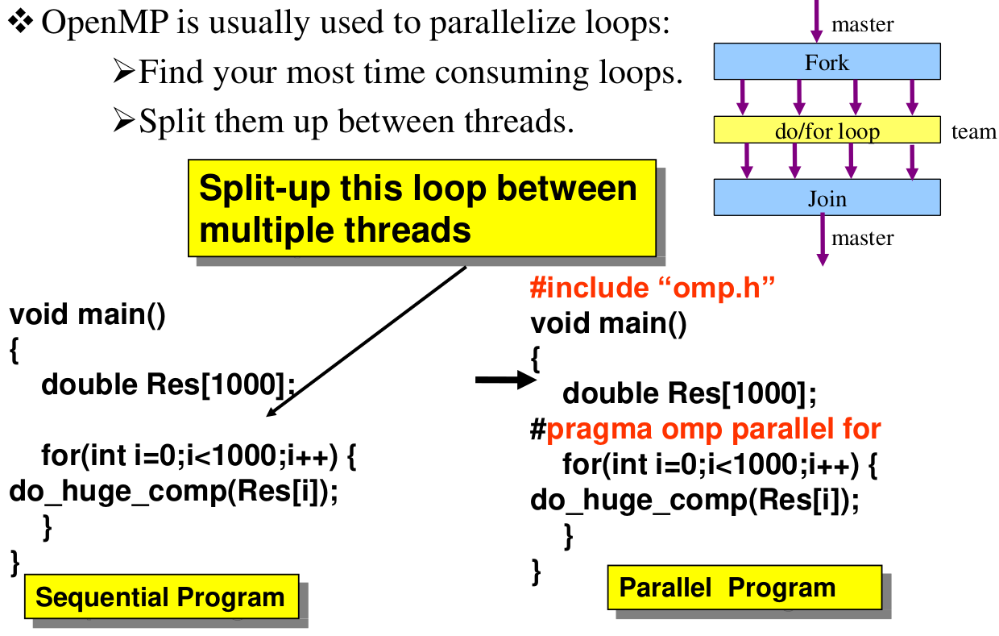 ❖ OpenMP is usually used to parallelize loops:
➢Find your most time consuming loops.
➢Split them up between threads.
master
Fork
do/for loop
team
Join
master
Split-up this loop between
multiple threads
void main()
{
double Res[1000];
for(int i=0;i<1000;i++) {
do_huge_comp(Res[i]);
}
}
Sequential Program
#include “omp.h”
void main()
{
double Res[1000];
#pragma omp parallel for
for(int i=0;i<1000;i++) {
do_huge_comp(Res[i]);
}
}
Parallel Program